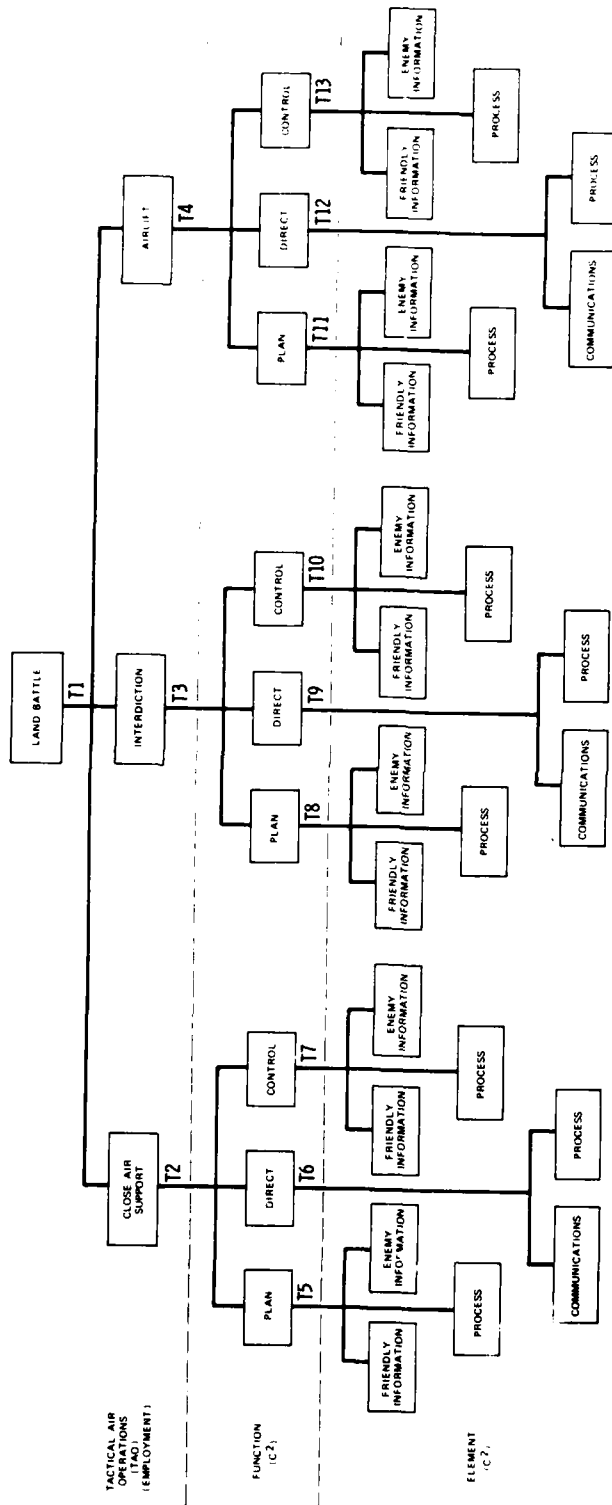 LAND BATTLE
T1
TACTICAL AIR
OPERATIONS
(TAO)
(EMPLOYMENT)
CLOSE AIR
SUPPORT
T2
INTERDICTION
T3
AIRLIFT
T4
FUNCTION
(C²)
PLAN
T5
DIRECT
T6
CONTROL
T7
PLAN
T8
DIRECT
T9
CONTROL
T10
PLAN
T11
DIRECT
T12
CONTROL
T13
ELEMENT
(C²)
FRIENDLY
INFORMATION
ENEMY
INFORMATION
FRIENDLY
INFORMATION
ENEMY
INFORMATION
FRIENDLY
INFORMATION
ENEMY
INFORMATION
FRIENDLY
INFORMATION
ENEMY
INFORMATION
FRIENDLY
INFORMATION
ENEMY
INFORMATION
FRIENDLY
INFORMATION
ENEMY
INFORMATION
PROCESS
PROCESS
PROCESS
PROCESS
PROCESS
PROCESS
COMMUNICATIONS
PROCESS
COMMUNICATIONS
PROCESS
COMMUNICATIONS
PROCESS